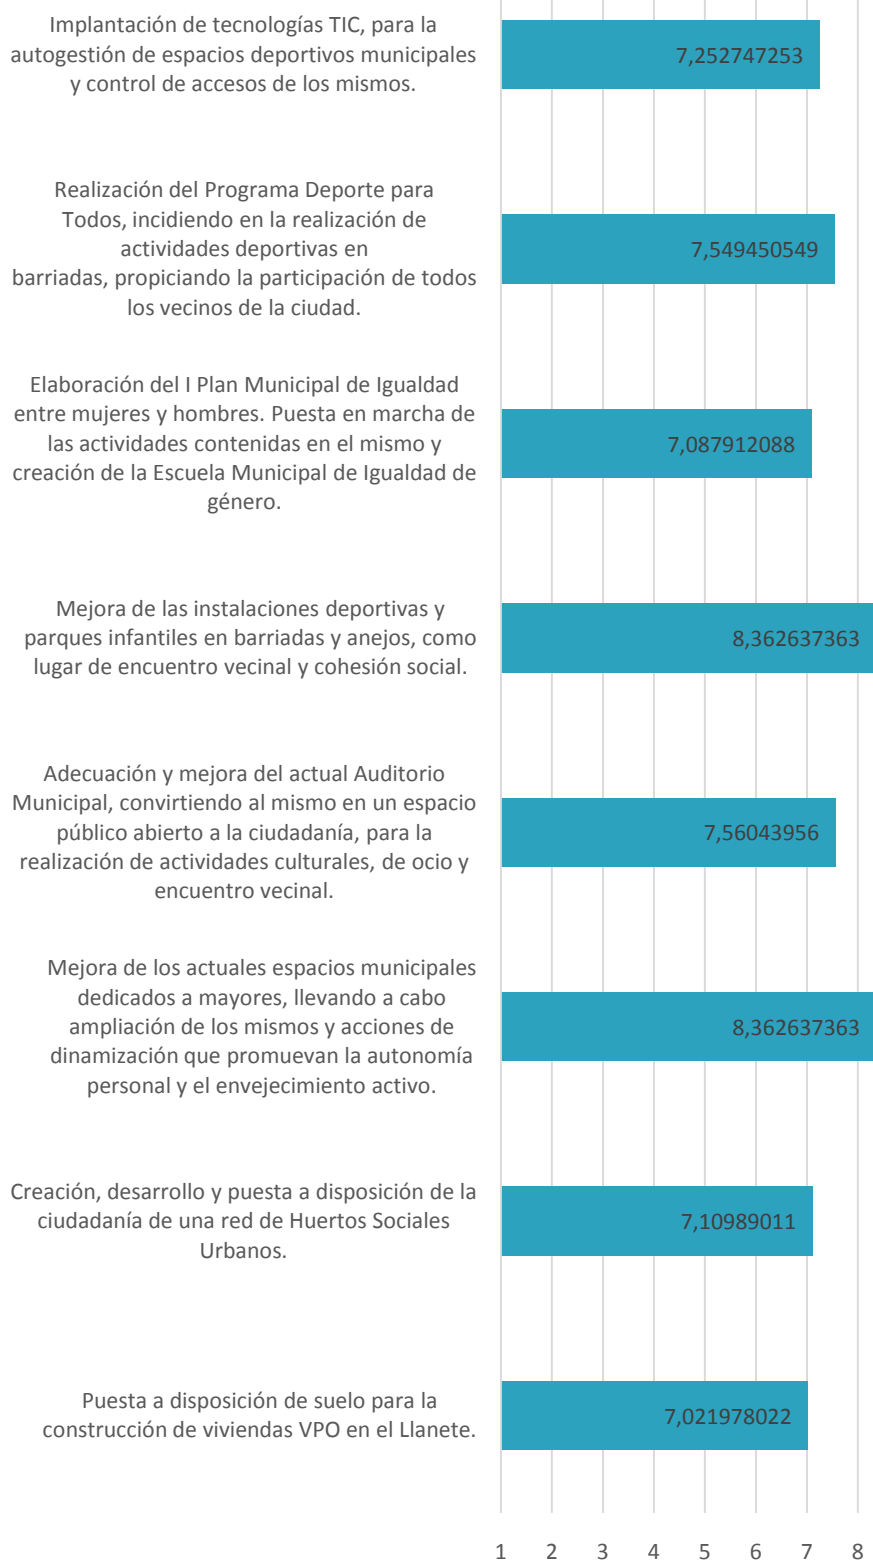 Implantación de tecnologías TIC, para la
autogestión de espacios deportivos municipales
y control de accesos de los mismos.
7,252747253
Realización del Programa Deporte para
Todos, incidiendo en la realización de
actividades deportivas en
barriadas, propiciando la participación de todos
los vecinos de la ciudad.
7,549450549
Elaboración del I Plan Municipal de Igualdad
entre mujeres y hombres. Puesta en marcha de
las actividades contenidas en el mismo y
creación de la Escuela Municipal de Igualdad de
género.
7,087912088
Mejora de las instalaciones deportivas y
parques infantiles en barriadas y anejos, como
lugar de encuentro vecinal y cohesión social.
8,362637363
Adecuación y mejora del actual Auditorio
Municipal, convirtiendo al mismo en un espacio
público abierto a la ciudadanía, para la
realización de actividades culturales, de ocio y
encuentro vecinal.
7,56043956
Mejora de los actuales espacios municipales
dedicados a mayores, llevando a cabo
ampliación de los mismos y acciones de
dinamización que promuevan la autonomía
personal y el envejecimiento activo.
8,362637363
Creación, desarrollo y puesta a disposición de la
ciudadanía de una red de Huertos Sociales
Urbanos.
7,10989011
Puesta a disposición de suelo para la
construcción de viviendas VPO en el Llanete.
7,021978022
1 2 3 4 5 6 7 8